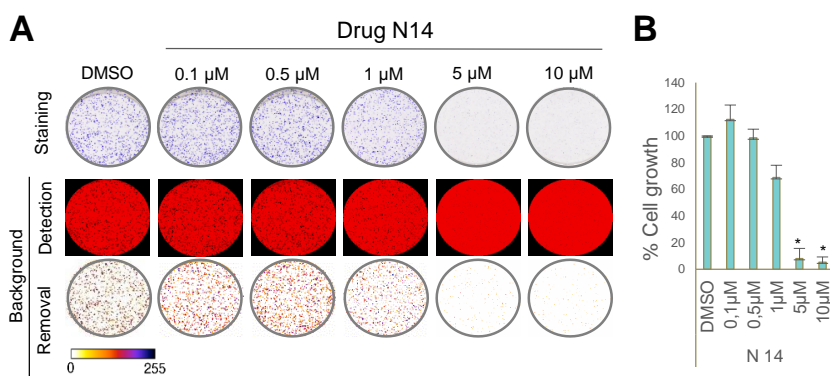 A
Drug N14
DMSO
0.1 µM
0.5 µM
1 µM
5 µM
10 µM
Staining
Background
Detection
Removal
0
255
B
% Cell growth
140
120
100
80
60
40
20
0
*
*
DMSO
0,1µM
0,5µM
1µM
5µM
10µM
N 14